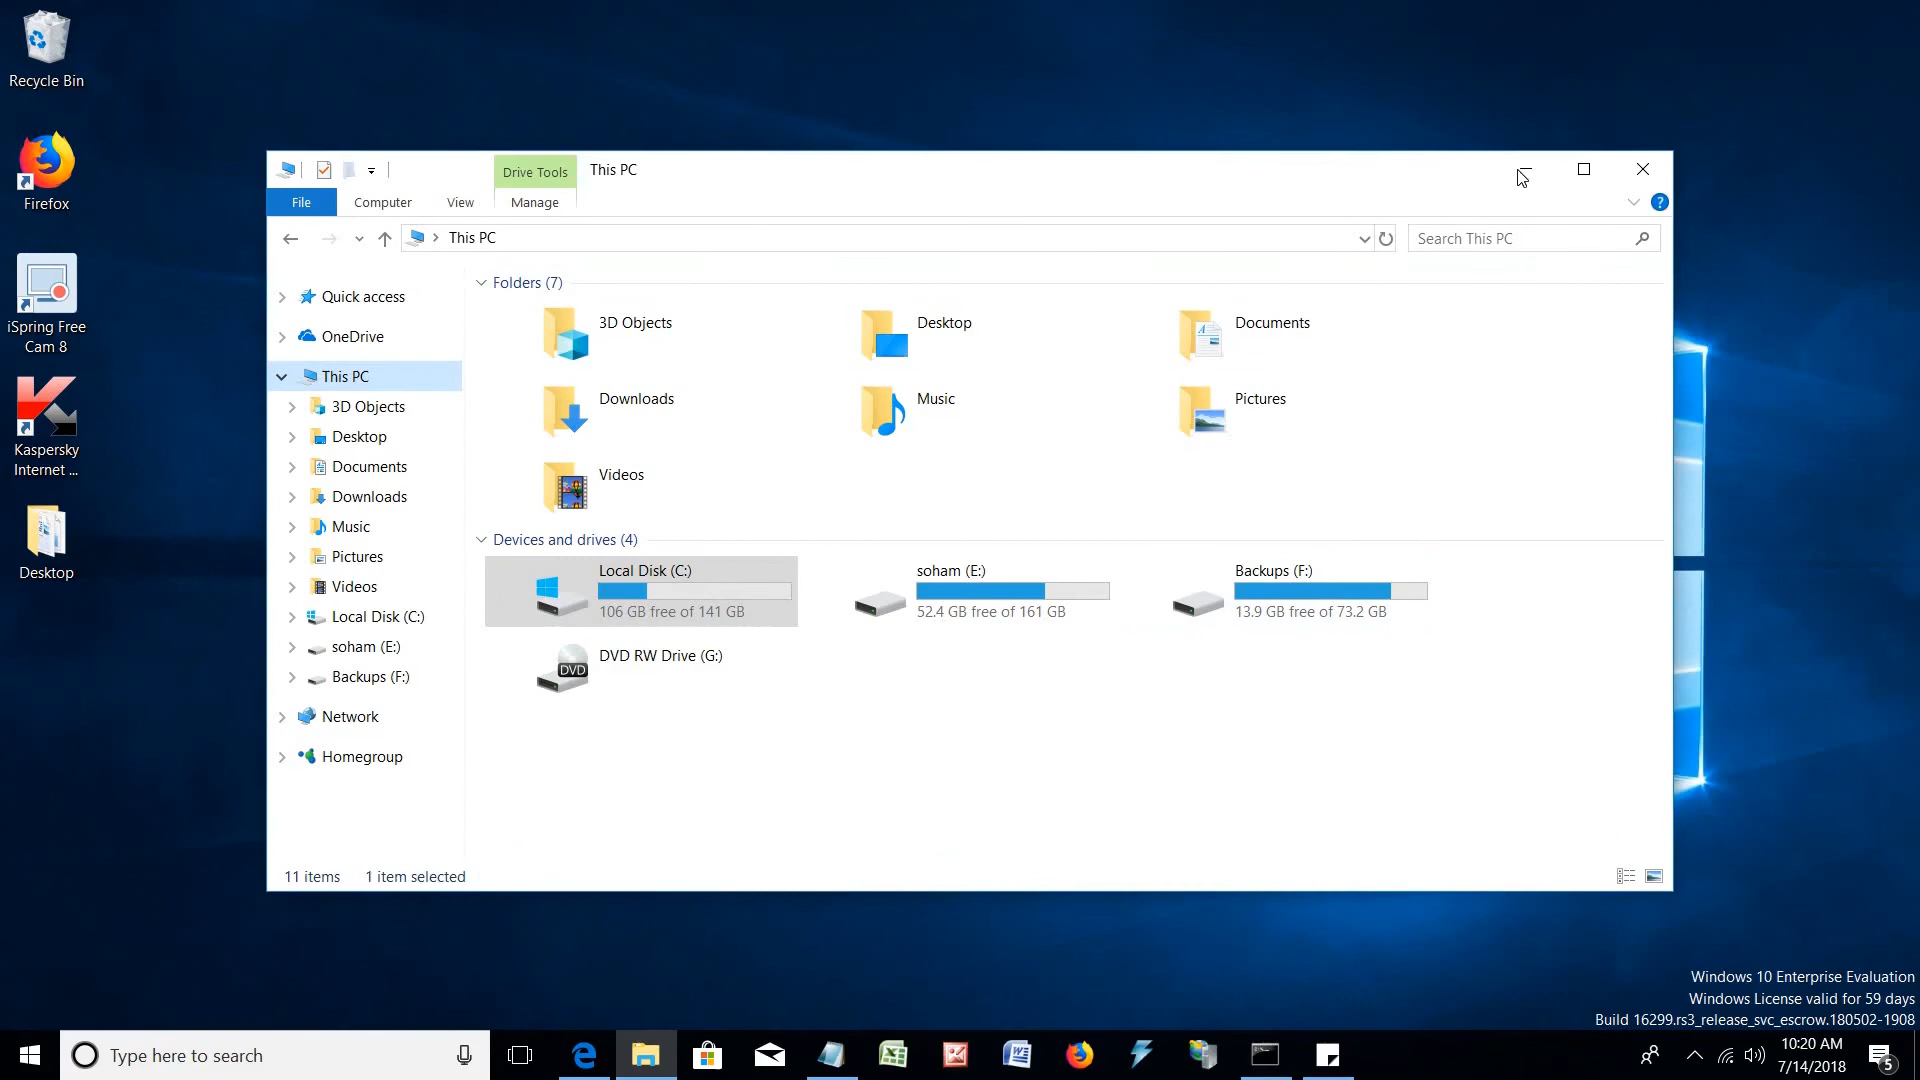 Recycle Bin
Firefox
iSpring Free
Cam 8
Kaspersky
Internet ...
Desktop
Drive Tools
This PC
File
Computer
View
Manage
?
This PC
Search This PC
Quick access
OneDrive
This PC
3D Objects
Desktop
Documents
Downloads
Music
Pictures
Videos
Local Disk (C:)
soham (E:)
Backups (F:)
Network
Homegroup
Folders (7)
3D Objects
Desktop
Documents
Downloads
Music
Pictures
Videos
Devices and drives (4)
Local Disk (C:)
106 GB free of 141 GB
soham (E:)
52.4 GB free of 161 GB
Backups (F:)
13.9 GB free of 73.2 GB
DVD
DVD RW Drive (G:)
11 items
1 item selected
Windows 10 Enterprise Evaluation
Windows License valid for 59 days
Build 16299.rs3_release_svc_escrow.180502-1908
Type here to search
10:20 AM
7/14/2018
5